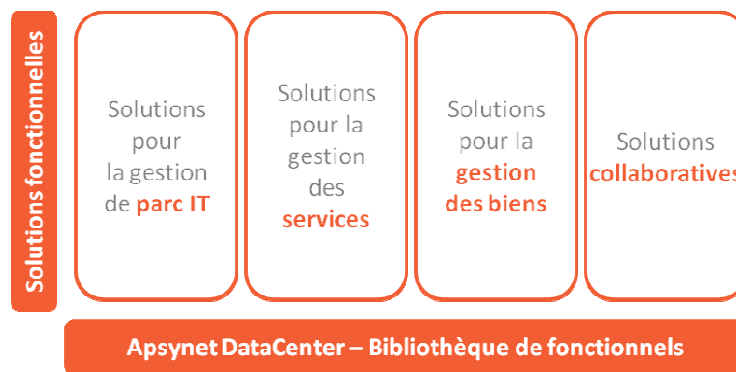 Solutions fonctionnelles
Solutions
pour
la gestion
de parc IT
Solutions
pour la
gestion
des
services
Solutions
pour la
gestion
des biens
Solutions
collaboratives
Apsynet DataCenter – Bibliothèque de fonctionnels